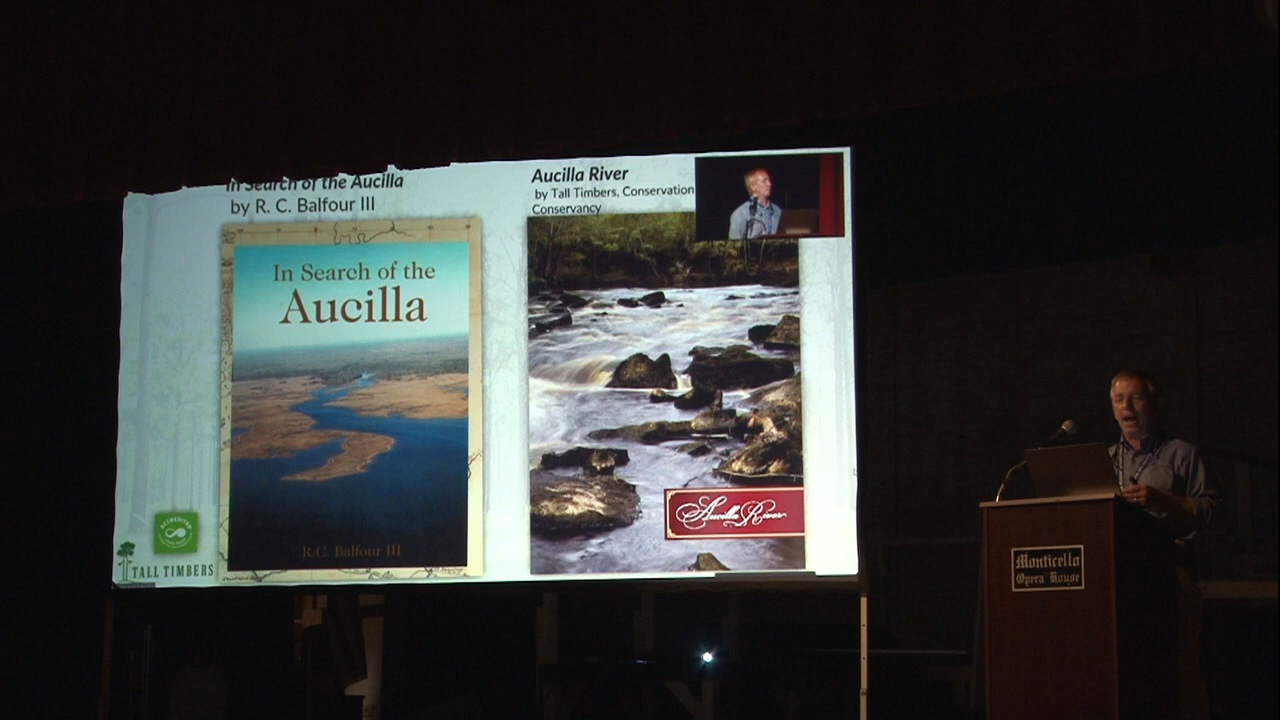 In Search of the Aucilla
by R. C. Balfour III
Aucilla River
by Tall Timbers, Conservation
Conservancy
In Search of the
Aucilla
R.C. Balfour III
Aucilla River
ACCREDITED
TALL TIMBERS
Monticello
Opera House